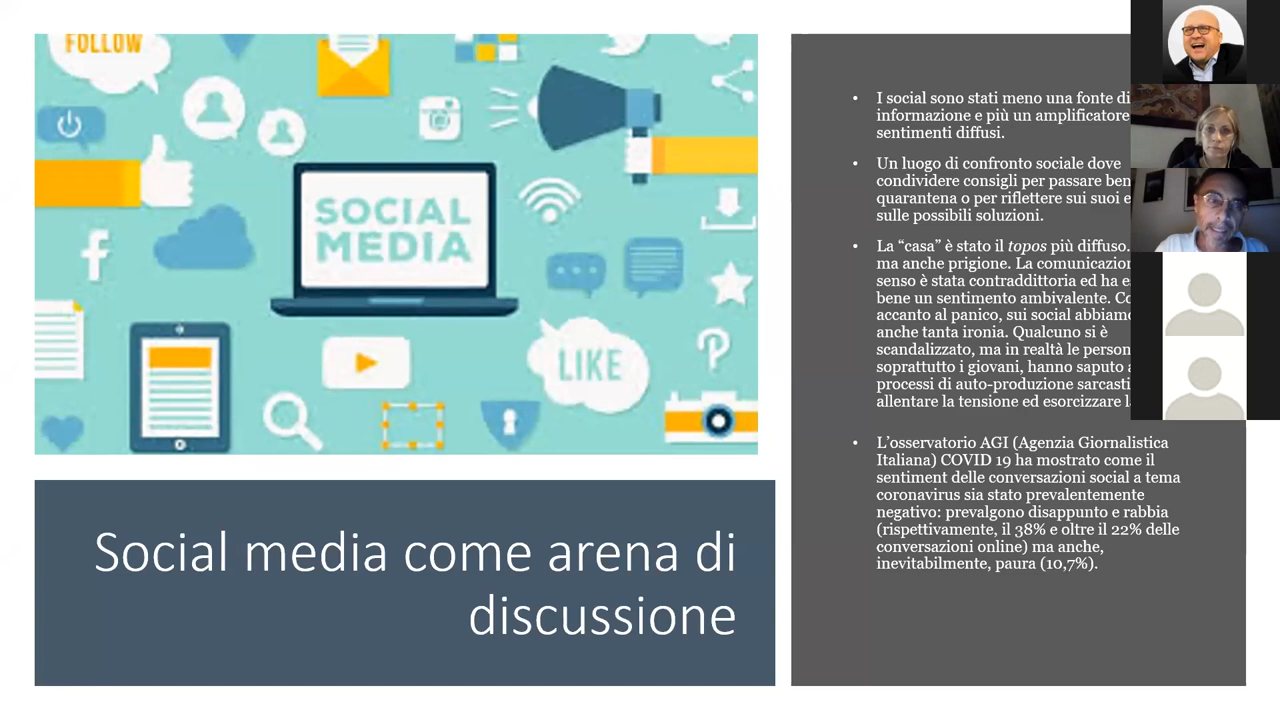 FOLLOW
SOCIAL
MEDIA
LIKE
Social media come arena di
discussione
• I social sono stati meno una fonte di
informazione e più un amplificatore
sentimenti diffusi.
• Un luogo di confronto sociale dove
condividere consigli per passare
quarantena o per riflettere sui suoi
sulle possibili soluzioni.
• La “casa” è stato il topos più diffuso.
ma anche prigione. La
senso è stata contraddittoria ed ha
bene un sentimento ambivalente.
accanto al panico, sui social
anche tanta ironia. Qualcuno si è
scandalizzato, ma in realtà le
soprattutto i giovani, hanno saputo
processi di auto-produzione
allentare la tensione ed esorcizzare
• L’osservatorio AGI (Agenzia Giornalistica
Italiana) COVID 19 ha mostrato come il
sentiment delle conversazioni social a tema
coronavirus sia stato prevalentemente
negativo: prevalgono disappunto e rabbia
(rispettivamente, il 38% e oltre il 22% delle
conversazioni online) ma anche,
inevitabilmente, paura (10,7%).